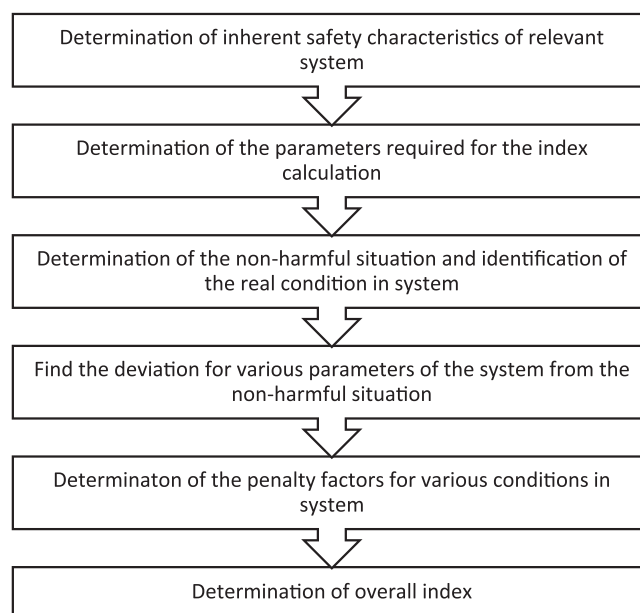 Determination of inherent safety characteristics of relevant
system
Determination of the parameters required for the index
calculation
Determination of the non-harmful situation and identification of
the real condition in system
Find the deviation for various parameters of the system from the
non-harmful situation
Determinaton of the penalty factors for various conditions in
system
Determination of overall index